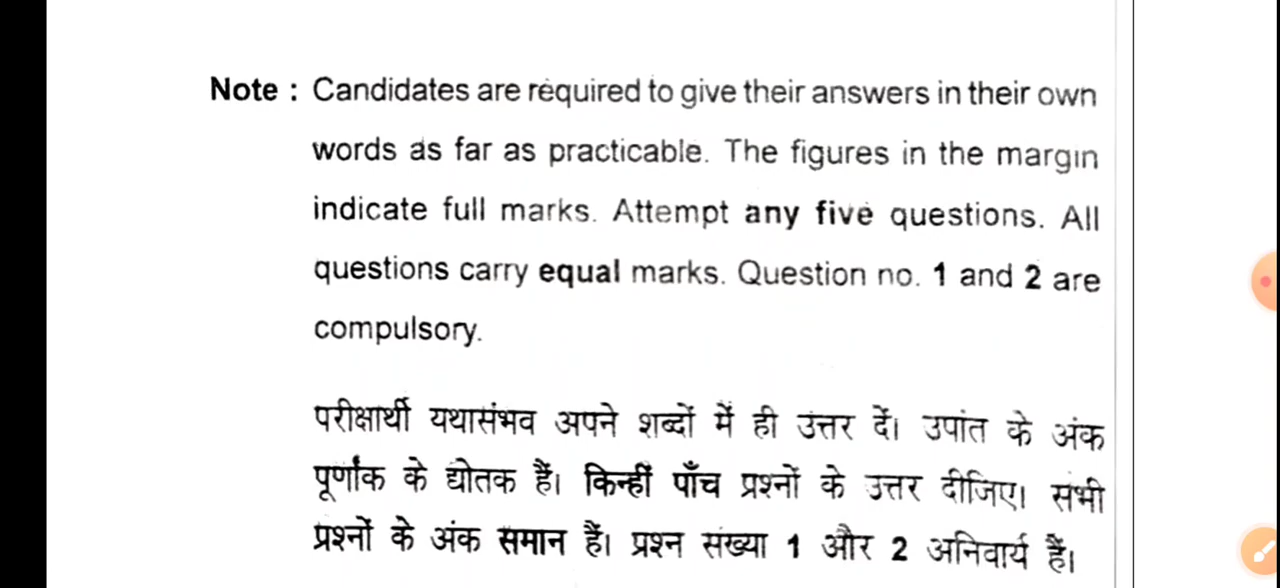 Note : Candidates are required to give their answers in their own
words as far as practicable. The figures in the margin
indicate full marks. Attempt any five questions. All
questions carry equal marks. Question no. 1 and 2 are
compulsory.
परीक्षार्थी यथासंभव अपने शब्दों में ही उत्तर दें। उपांत के अंक
पूर्णांक के द्योतक हैं। किन्हीं पाँच प्रश्नों के उत्तर दीजिए। सभी
प्रश्नों के अंक समान हैं। प्रश्न संख्या 1 और 2 अनिवार्य हैं।